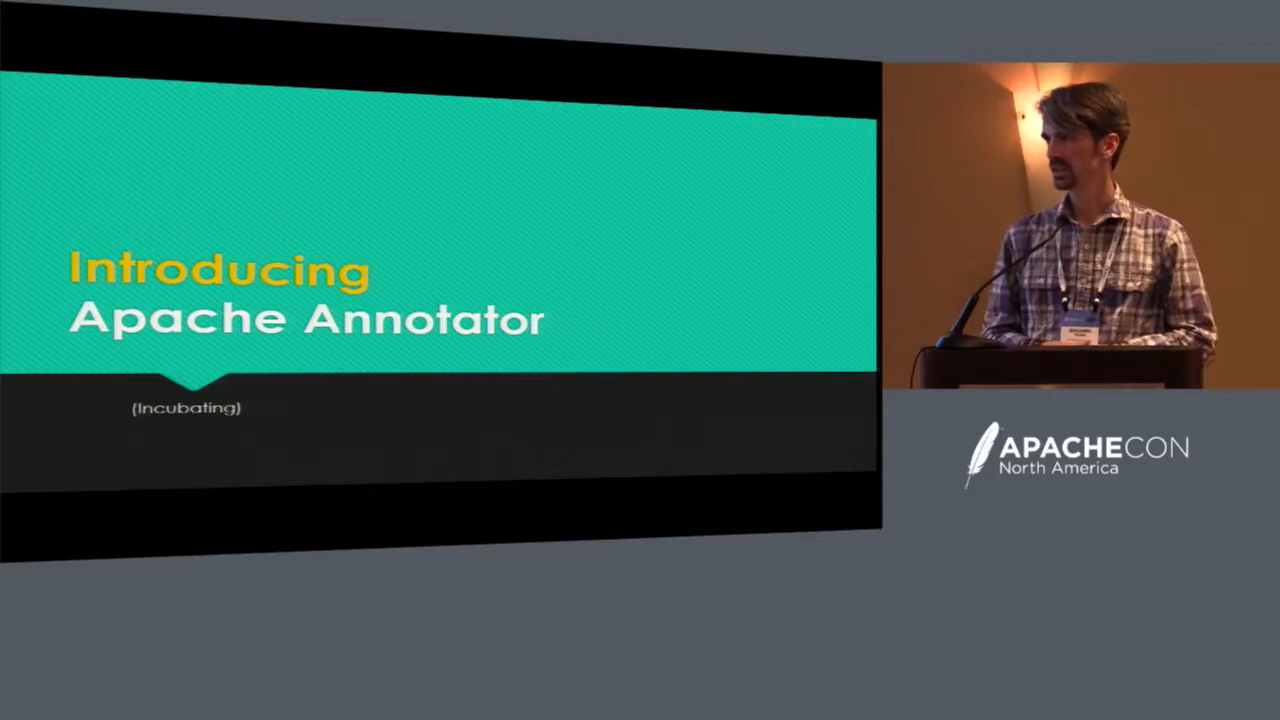 Introducing
Apache Annotator
(Incubating)
APACHECON
North America